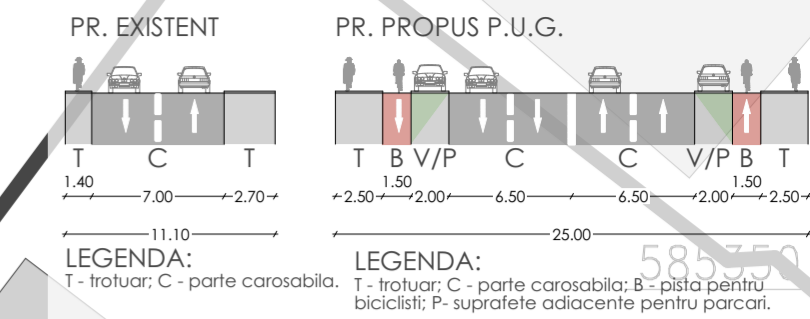 PR. EXISTENT
T C T
1.40
7.00 2.70
11.10
LEGENDA:
T - trotuar; C - parte carosabila.
PR. PROPUS P.U.G.
T B V/P C C V/P B T
1.50 1.50
2.50 2.00 6.50 6.50 2.00 2.50
25.00
585350
LEGENDA:
T - trotuar; C - parte carosabila; B - pista pentru
biciclisti; P- suprafete adiacente pentru parcari.